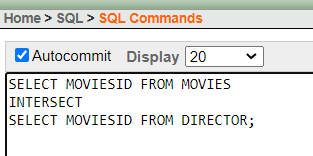 Home > SQL > SQL Commands
Autocommit Display 20
SELECT MOVIESID FROM MOVIES
INTERSECT
SELECT MOVIESID FROM DIRECTOR;